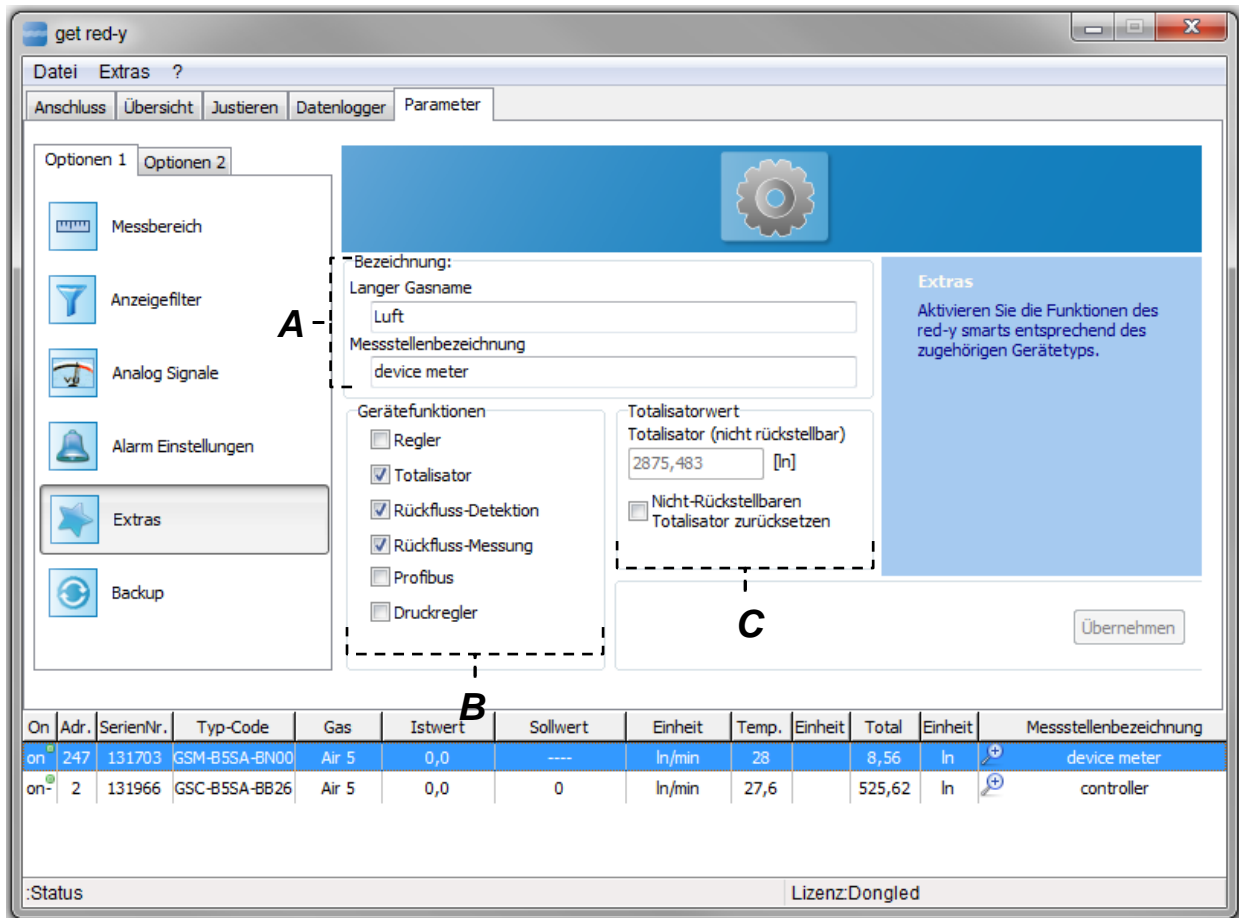 get red-y
Datei Extras ?
Anschluss Übersicht Justieren Datenlogger Parameter
Optionen 1 Optionen 2
Messbereich
Anzeigefilter
Analog Signale
Alarm Einstellungen
Extras
Backup
A
Bezeichnung:
Langer Gasname
Luft
Messstellenbezeichnung
device meter
Gerätefunktionen
Regler
Totalisator
Rückfluss-Detektion
Rückfluss-Messung
Profibus
Druckregler
B
Totalisatorwert
Totalisator (nicht rückstellbar)
2875,483 [ln]
Nicht-Rückstellbaren
Totalisator zurücksetzen
C
Extras
Aktivieren Sie die Funktionen des
red-y smarts entsprechend des
zugehörigen Gerätetyps.
Übernehmen
On Adr. SerienNr. Typ-Code Gas Istwert Sollwert Einheit Temp. Einheit Total Einheit Messstellenbezeichnung
on 247 131703 GSM-B5SA-BN00 Air 5 0,0 ---- ln/min 28 8,56 ln device meter
on- 2 131966 GSC-B5SA-BB26 Air 5 0,0 0 ln/min 27,6 525,62 ln controller
:Status Lizenz:Dongled